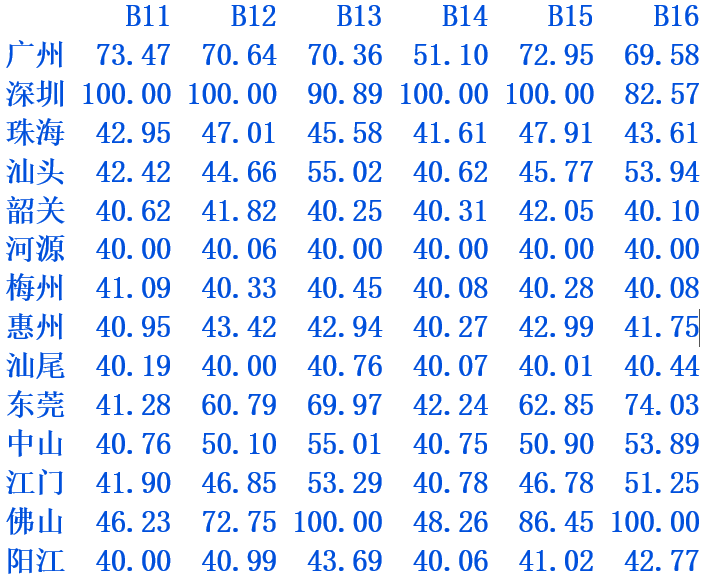 B11 B12 B13 B14 B15 B16
广州 73.47 70.64 70.36 51.10 72.95 69.58
深圳 100.00 100.00 90.89 100.00 100.00 82.57
珠海 42.95 47.01 45.58 41.61 47.91 43.61
汕头 42.42 44.66 55.02 40.62 45.77 53.94
韶关 40.62 41.82 40.25 40.31 42.05 40.10
河源 40.00 40.06 40.00 40.00 40.00 40.00
梅州 41.09 40.33 40.45 40.08 40.28 40.08
惠州 40.95 43.42 42.94 40.27 42.99 41.75
汕尾 40.19 40.00 40.76 40.07 40.01 40.44
东莞 41.28 60.79 69.97 42.24 62.85 74.03
中山 40.76 50.10 55.01 40.75 50.90 53.89
江门 41.90 46.85 53.29 40.78 46.78 51.25
佛山 46.23 72.75 100.00 48.26 86.45 100.00
阳江 40.00 40.99 43.69 40.06 41.02 42.77